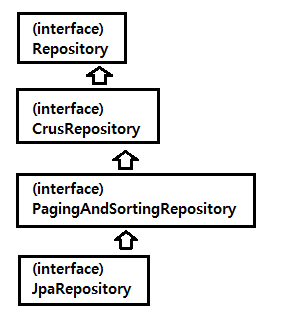 (interface)
Repository
(interface)
CrusRepository
(interface)
PagingAndSortingRepository
(interface)
JpaRepository